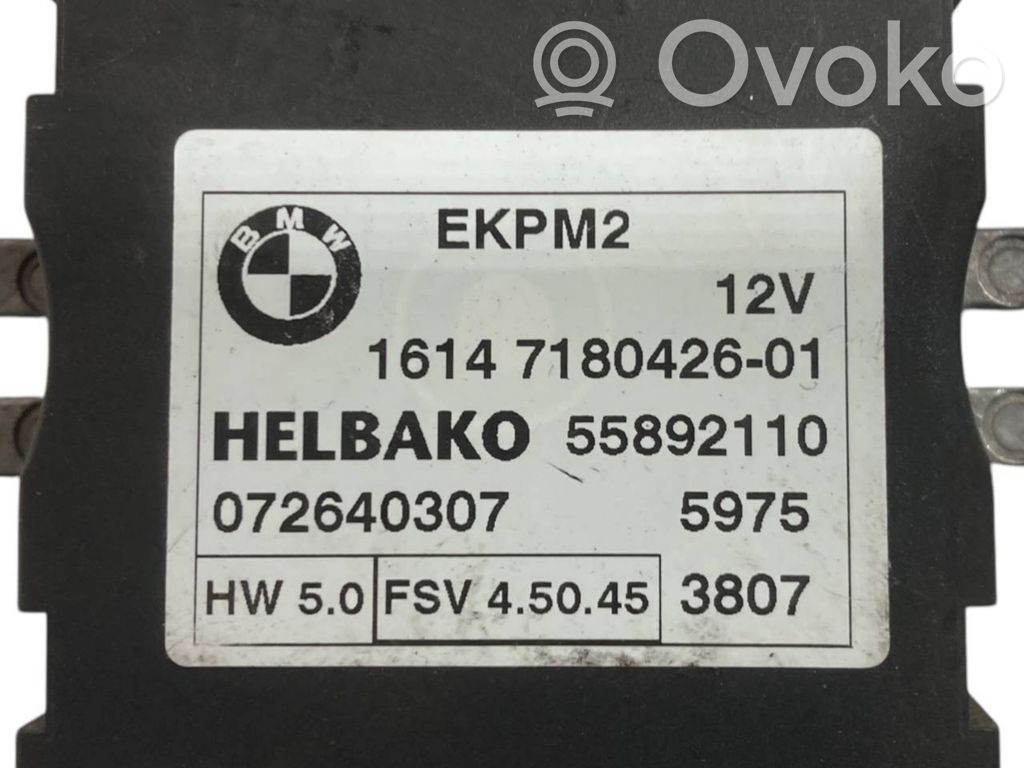 Ovoko
BMW
EKPM2
12V
1614 7180426-01
HELBAKO 55892110
072640307 5975
HW 5.0 FSV 4.50.45 3807